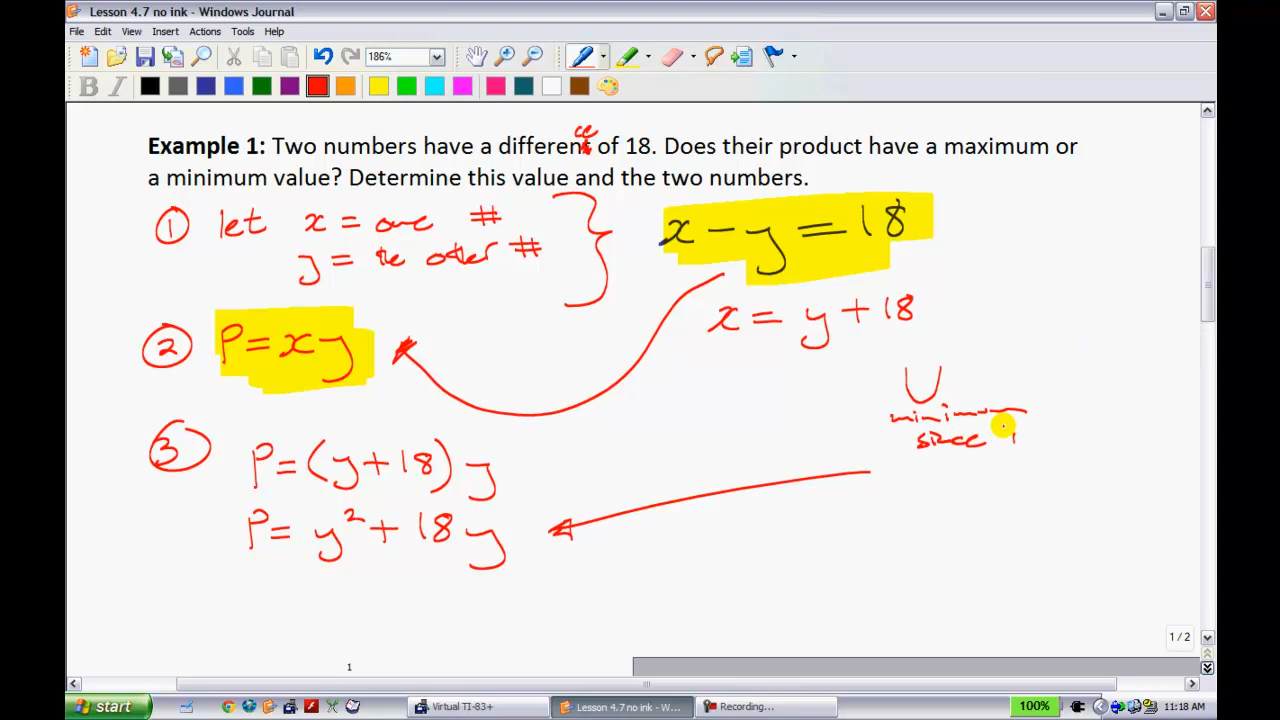 Lesson 4.7 no ink - Windows Journal
File Edit View Insert Actions Tools Help
186%
B I
Example 1: Two numbers have a different ce of 18. Does their product have a maximum or
a minimum value? Determine this value and the two numbers.
① let x = one #
y = the other #
x - y = 18
x = y + 18
② P = xy
U
minimum
since
③ P = (y + 18) y
P = y² + 18y
1 / 2
1
start
Virtual TI-83+
Lesson 4.7 no ink - W...
Recording...
100%
11:18 AM